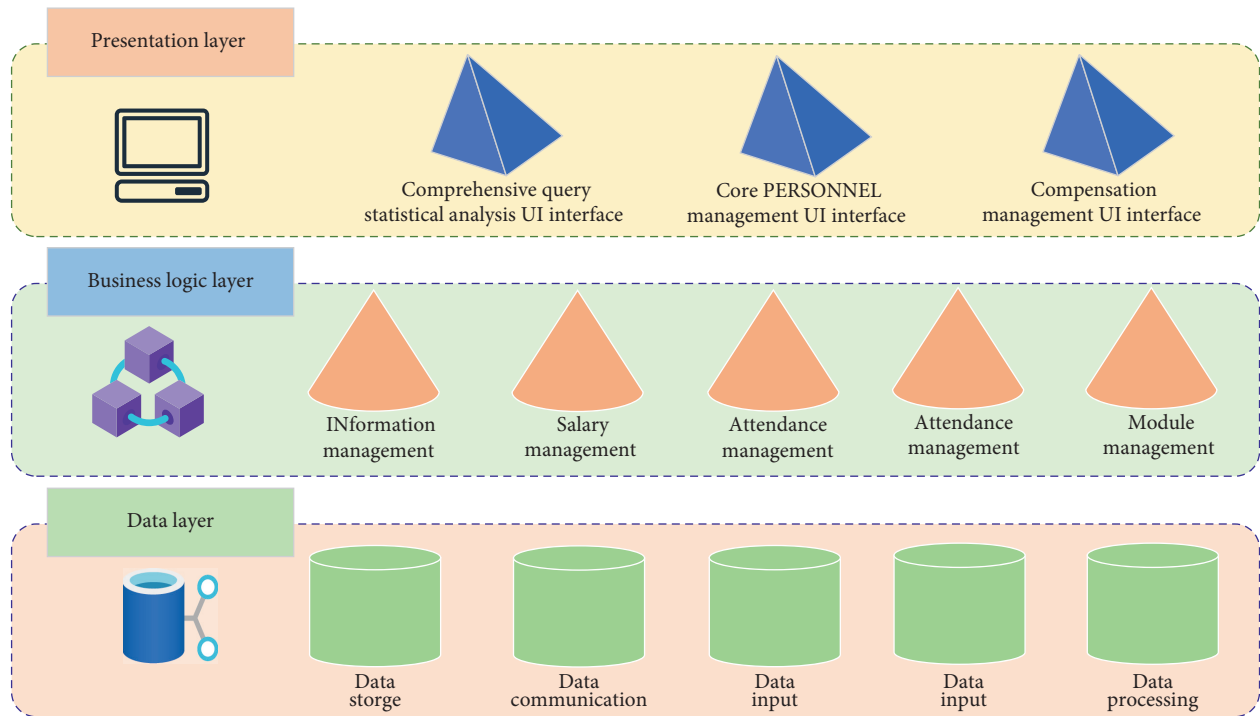 Presentation layer
Comprehensive query
statistical analysis UI interface
Core PERSONNEL
management UI interface
Compensation
management UI interface
Business logic layer
INformation
management
Salary
management
Attendance
management
Attendance
management
Module
management
Data layer
Data
storge
Data
communication
Data
input
Data
input
Data
processing